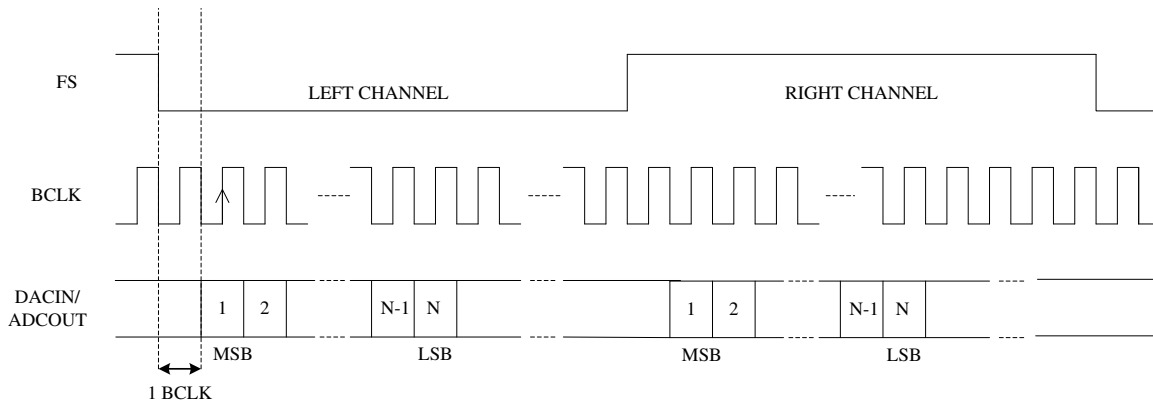 FS
LEFT CHANNEL
RIGHT CHANNEL
BCLK
DACIN/
ADCOUT
1 2 N-1 N 1 2 N-1 N
MSB LSB MSB LSB
1 BCLK